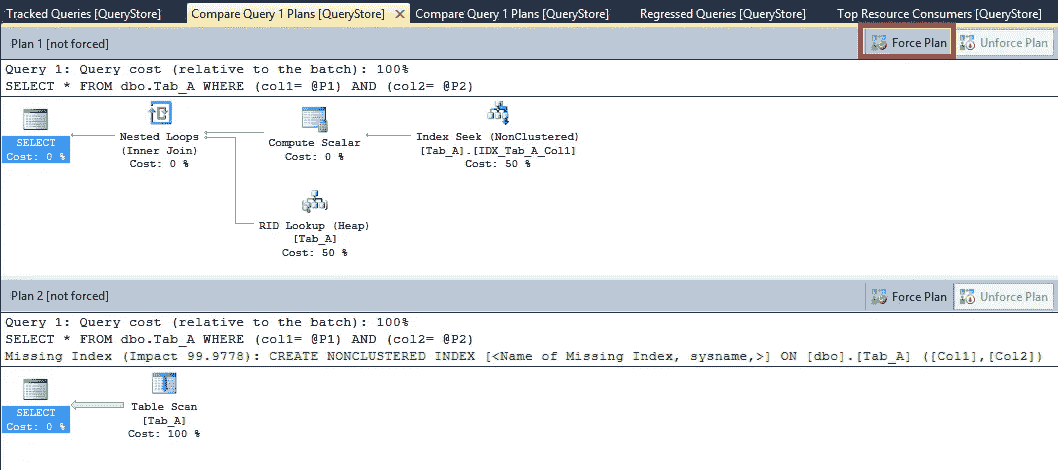 Tracked Queries [QueryStore] Compare Query 1 Plans [QueryStore] Compare Query 1 Plans [QueryStore] Regressed Queries [QueryStore] Top Resource Consumers [QueryStore]
Plan 1 [not forced] Force Plan Unforce Plan
Query 1: Query cost (relative to the batch): 100%
SELECT * FROM dbo.Tab_A WHERE (col1= @P1) AND (col2= @P2)
SELECT
Cost: 0 %
Nested Loops
(Inner Join)
Cost: 0 %
Compute Scalar
Cost: 0 %
Index Seek (NonClustered)
[Tab_A].[IDX_Tab_A_Col1]
Cost: 50 %
RID Lookup (Heap)
[Tab_A]
Cost: 50 %
Plan 2 [not forced] Force Plan Unforce Plan
Query 1: Query cost (relative to the batch): 100%
SELECT * FROM dbo.Tab_A WHERE (col1= @P1) AND (col2= @P2)
Missing Index (Impact 99.9778): CREATE NONCLUSTERED INDEX [<Name of Missing Index, sysname,>] ON [dbo].[Tab_A] ([Col1],[Col2])
SELECT
Cost: 0 %
Table Scan
[Tab_A]
Cost: 100 %